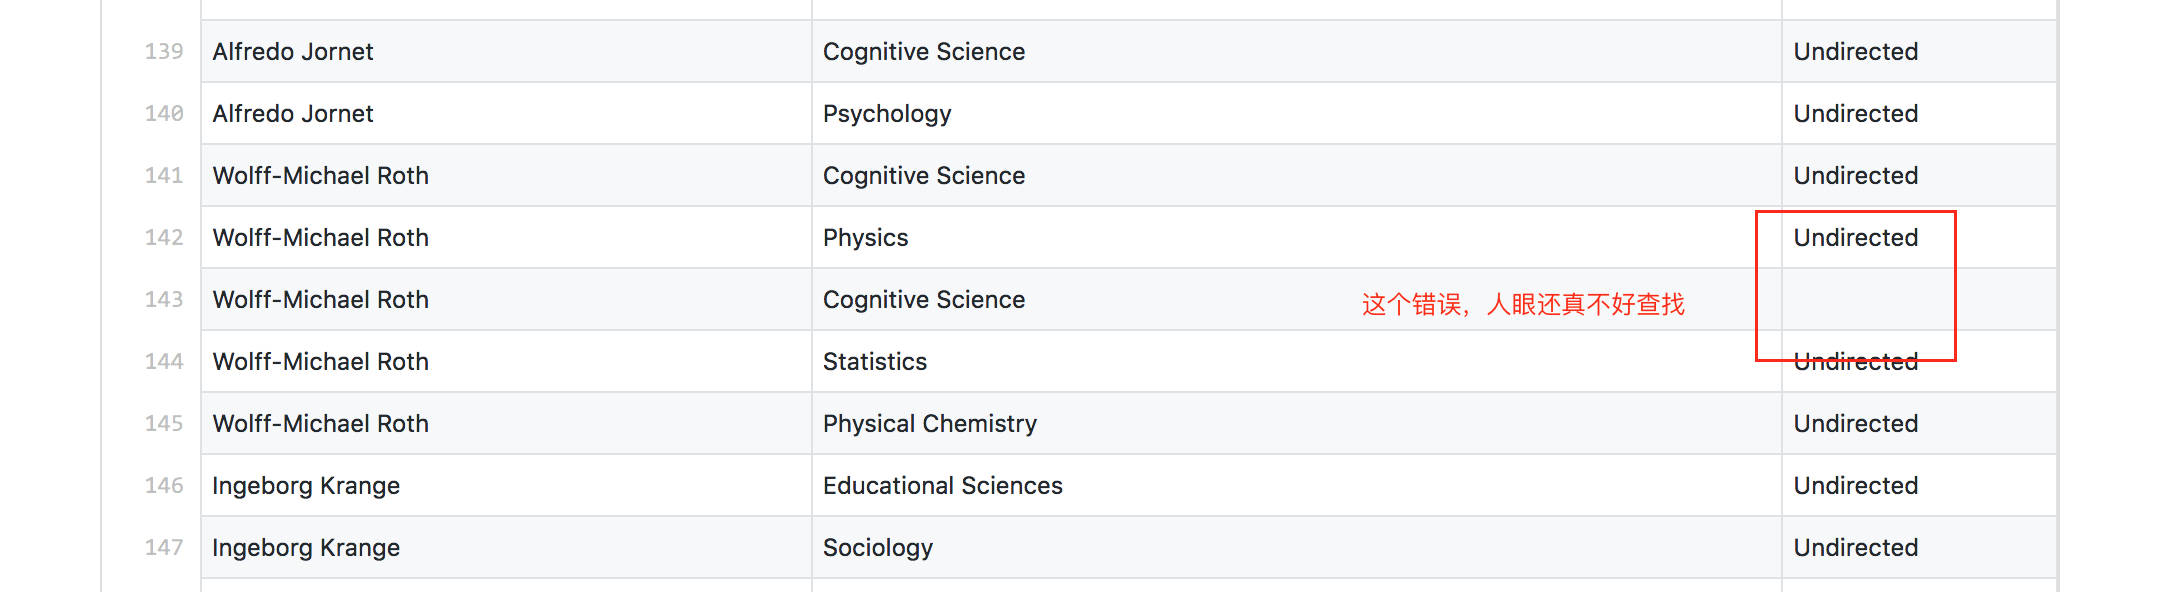 139 Alfredo Jornet Cognitive Science Undirected
140 Alfredo Jornet Psychology Undirected
141 Wolff-Michael Roth Cognitive Science Undirected
142 Wolff-Michael Roth Physics Undirected
143 Wolff-Michael Roth Cognitive Science 这个错误，人眼还真不好查找
144 Wolff-Michael Roth Statistics Undirected
145 Wolff-Michael Roth Physical Chemistry Undirected
146 Ingeborg Krange Educational Sciences Undirected
147 Ingeborg Krange Sociology Undirected